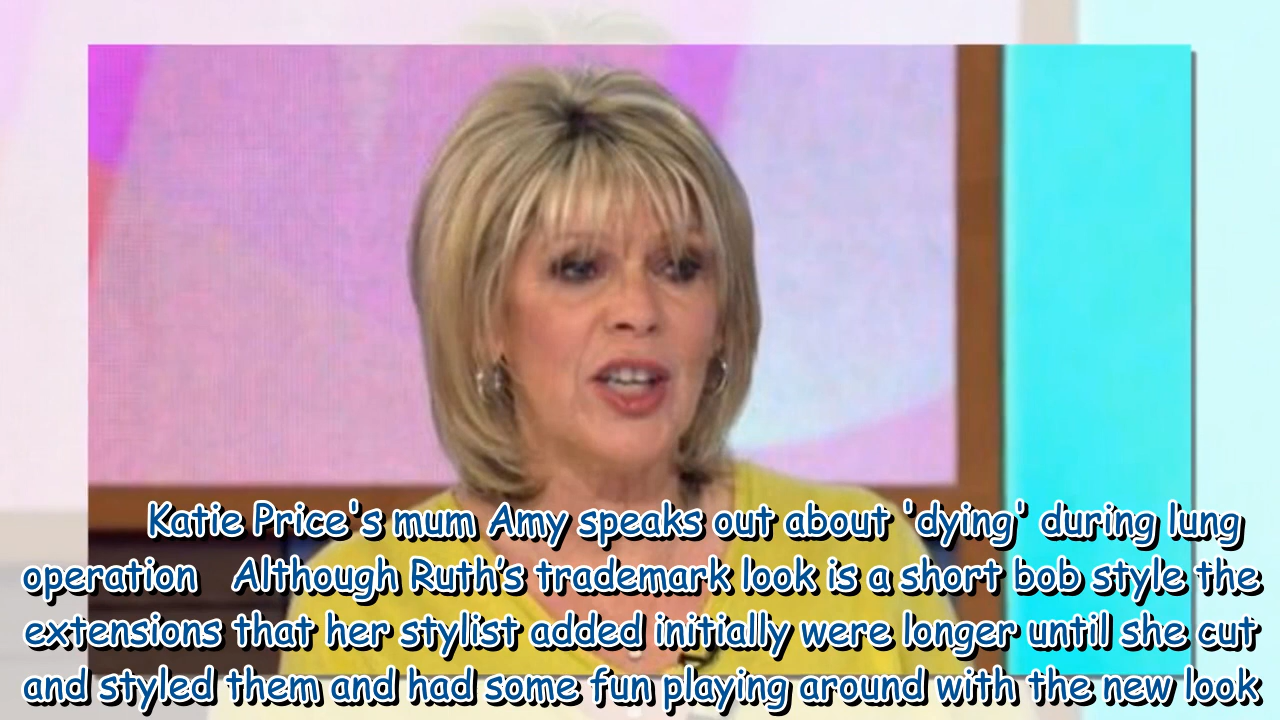 Katie Price's mum Amy speaks out about 'dying' during lung
operation   Although Ruth’s trademark look is a short bob style the
extensions that her stylist added initially were longer until she cut
and styled them and had some fun playing around with the new look